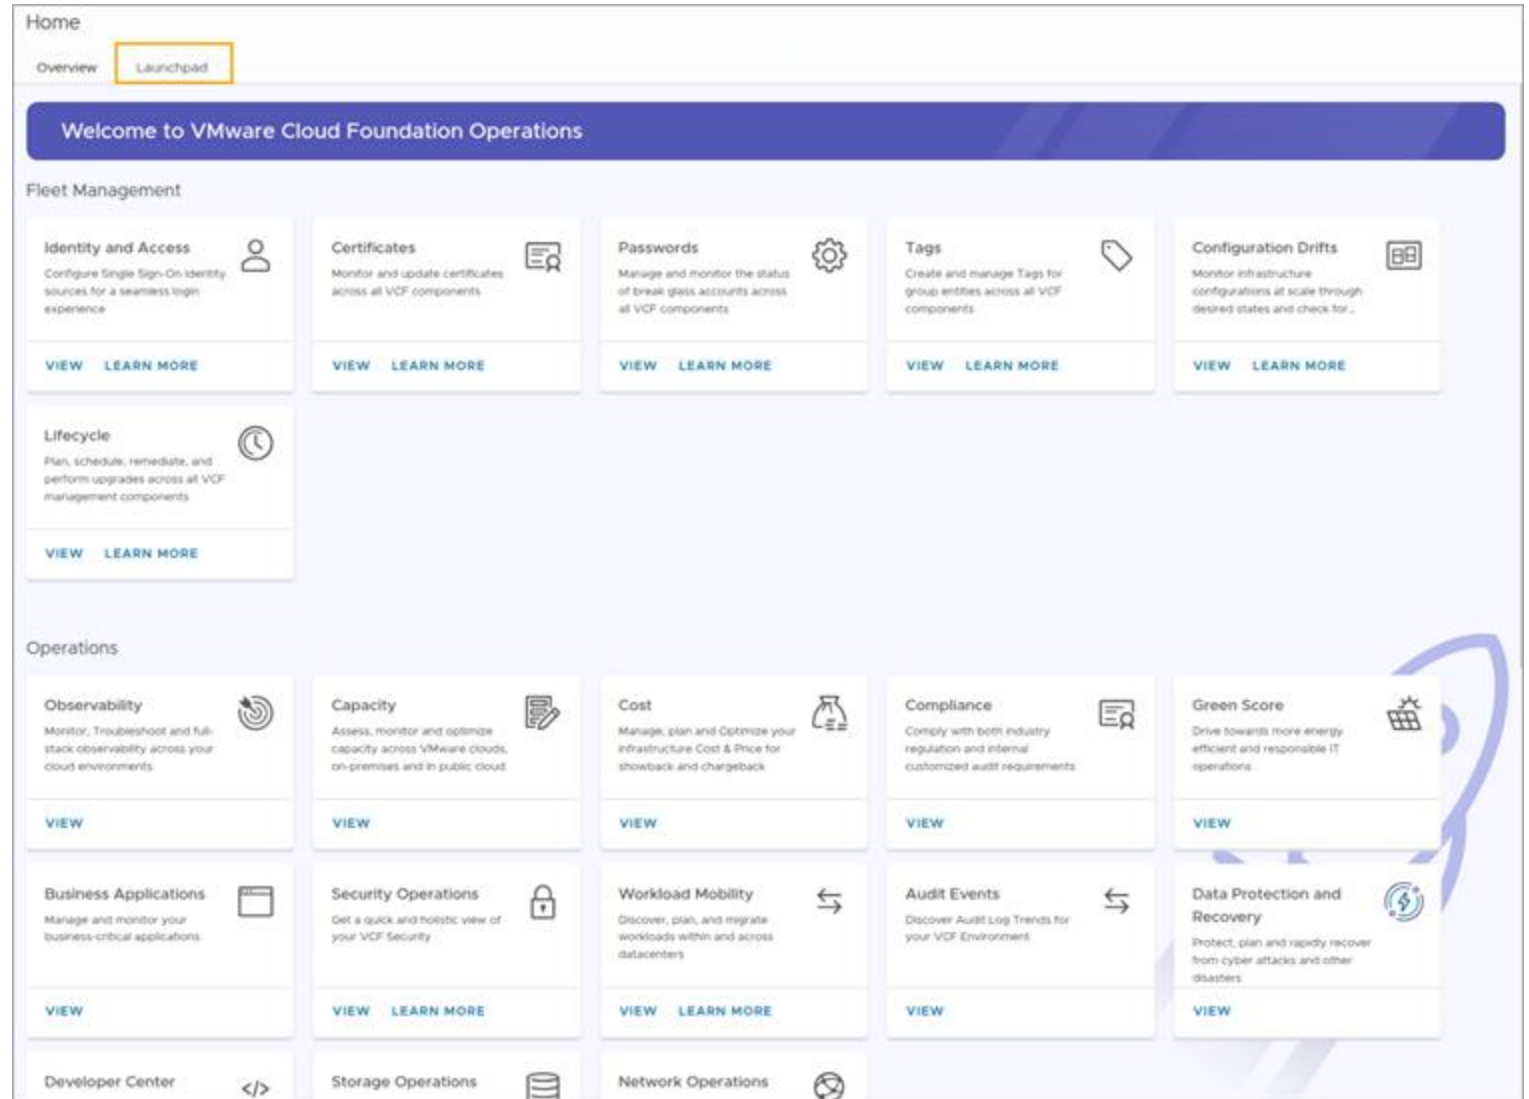 Home
Overview
Launchpad
Welcome to VMware Cloud Foundation Operations
Fleet Management
Identity and Access
Configure Single Sign-On identity
sources for a seamless login
experience
VIEW LEARN MORE
Certificates
Monitor and update certificates
across all VCF components
VIEW LEARN MORE
Passwords
Manage and monitor the status
of break glass accounts across
all VCF components
VIEW LEARN MORE
Tags
Create and manage Tags for
group entities across all VCF
components
VIEW LEARN MORE
Configuration Drifts
Monitor infrastructure
configurations at scale through
desired states and check for...
VIEW LEARN MORE
Lifecycle
Plan, schedule, remediate, and
perform upgrades across all VCF
management components
VIEW LEARN MORE
Operations
Observability
Monitor, Troubleshoot and full-
stack observability across your
cloud environments
VIEW
Capacity
Assess, monitor and optimize
capacity across VMware clouds,
on-premises and in public cloud
VIEW
Cost
Manage, plan and Optimize your
infrastructure Cost & Price for
showback and chargeback
VIEW
Compliance
Comply with both industry
regulation and internal
customized audit requirements
VIEW
Green Score
Drive towards more energy
efficient and responsible IT
operations
VIEW
Business Applications
Manage and monitor your
business-critical applications
VIEW
Security Operations
Get a quick and holistic view of
your VCF Security
VIEW LEARN MORE
Workload Mobility
Discover, plan, and migrate
workloads within and across
datacenters
VIEW LEARN MORE
Audit Events
Discover Audit Log Trends for
your VCF Environment
VIEW
Data Protection and
Recovery
Protect, plan and rapidly recover
from cyber attacks and other
disasters
VIEW
Developer Center
Storage Operations
Network Operations